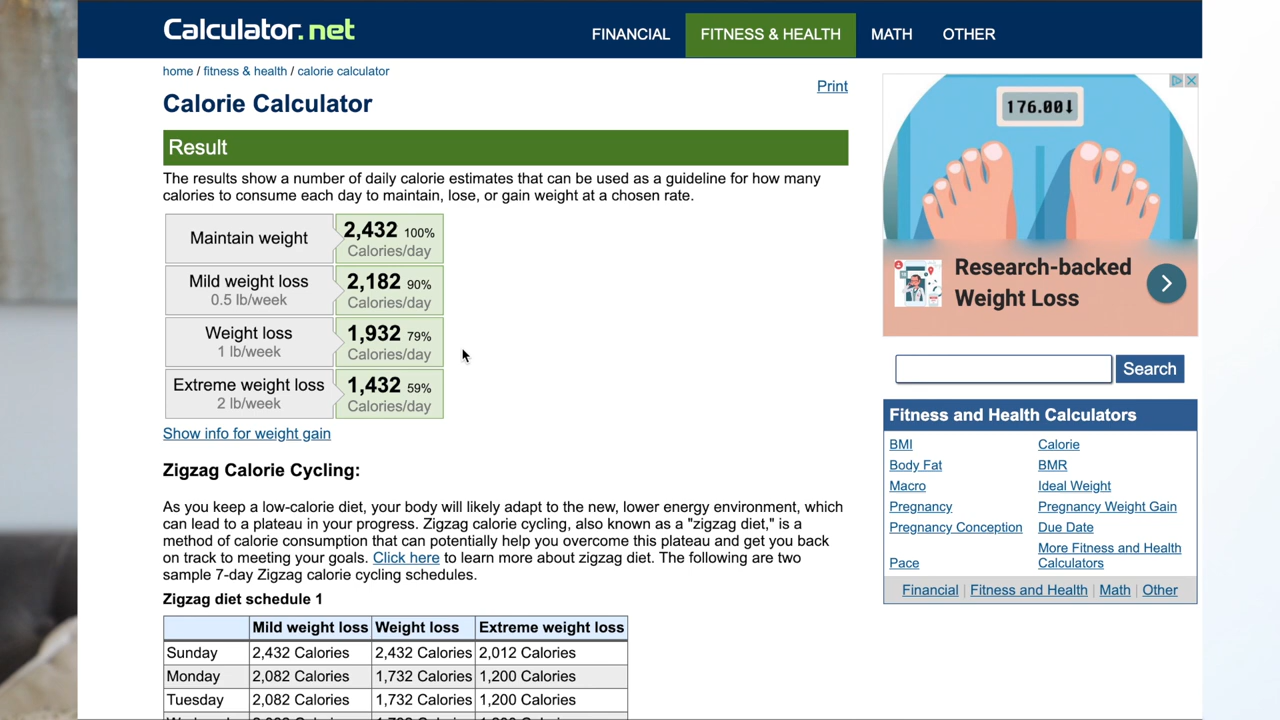 Calculator.net
FINANCIAL
FITNESS & HEALTH
MATH
OTHER
home / fitness & health / calorie calculator
Print
Calorie Calculator
Result
The results show a number of daily calorie estimates that can be used as a guideline for how many
calories to consume each day to maintain, lose, or gain weight at a chosen rate.
Maintain weight
2,432 100%
Calories/day
Mild weight loss
0.5 lb/week
2,182 90%
Calories/day
Weight loss
1 lb/week
1,932 79%
Calories/day
Extreme weight loss
2 lb/week
1,432 59%
Calories/day
Show info for weight gain
Zigzag Calorie Cycling:
As you keep a low-calorie diet, your body will likely adapt to the new, lower energy environment, which
can lead to a plateau in your progress. Zigzag calorie cycling, also known as a "zigzag diet," is a
method of calorie consumption that can potentially help you overcome this plateau and get you back
on track to meeting your goals. Click here to learn more about zigzag diet. The following are two
sample 7-day Zigzag calorie cycling schedules.
Zigzag diet schedule 1
Mild weight loss Weight loss Extreme weight loss
Sunday 2,432 Calories 2,432 Calories 2,012 Calories
Monday 2,082 Calories 1,732 Calories 1,200 Calories
Tuesday 2,082 Calories 1,732 Calories 1,200 Calories
176.00
Research-backed
Weight Loss
Search
Fitness and Health Calculators
BMI Calorie
Body Fat BMR
Macro Ideal Weight
Pregnancy Pregnancy Weight Gain
Pregnancy Conception Due Date
Pace More Fitness and Health
Calculators
Financial | Fitness and Health | Math | Other